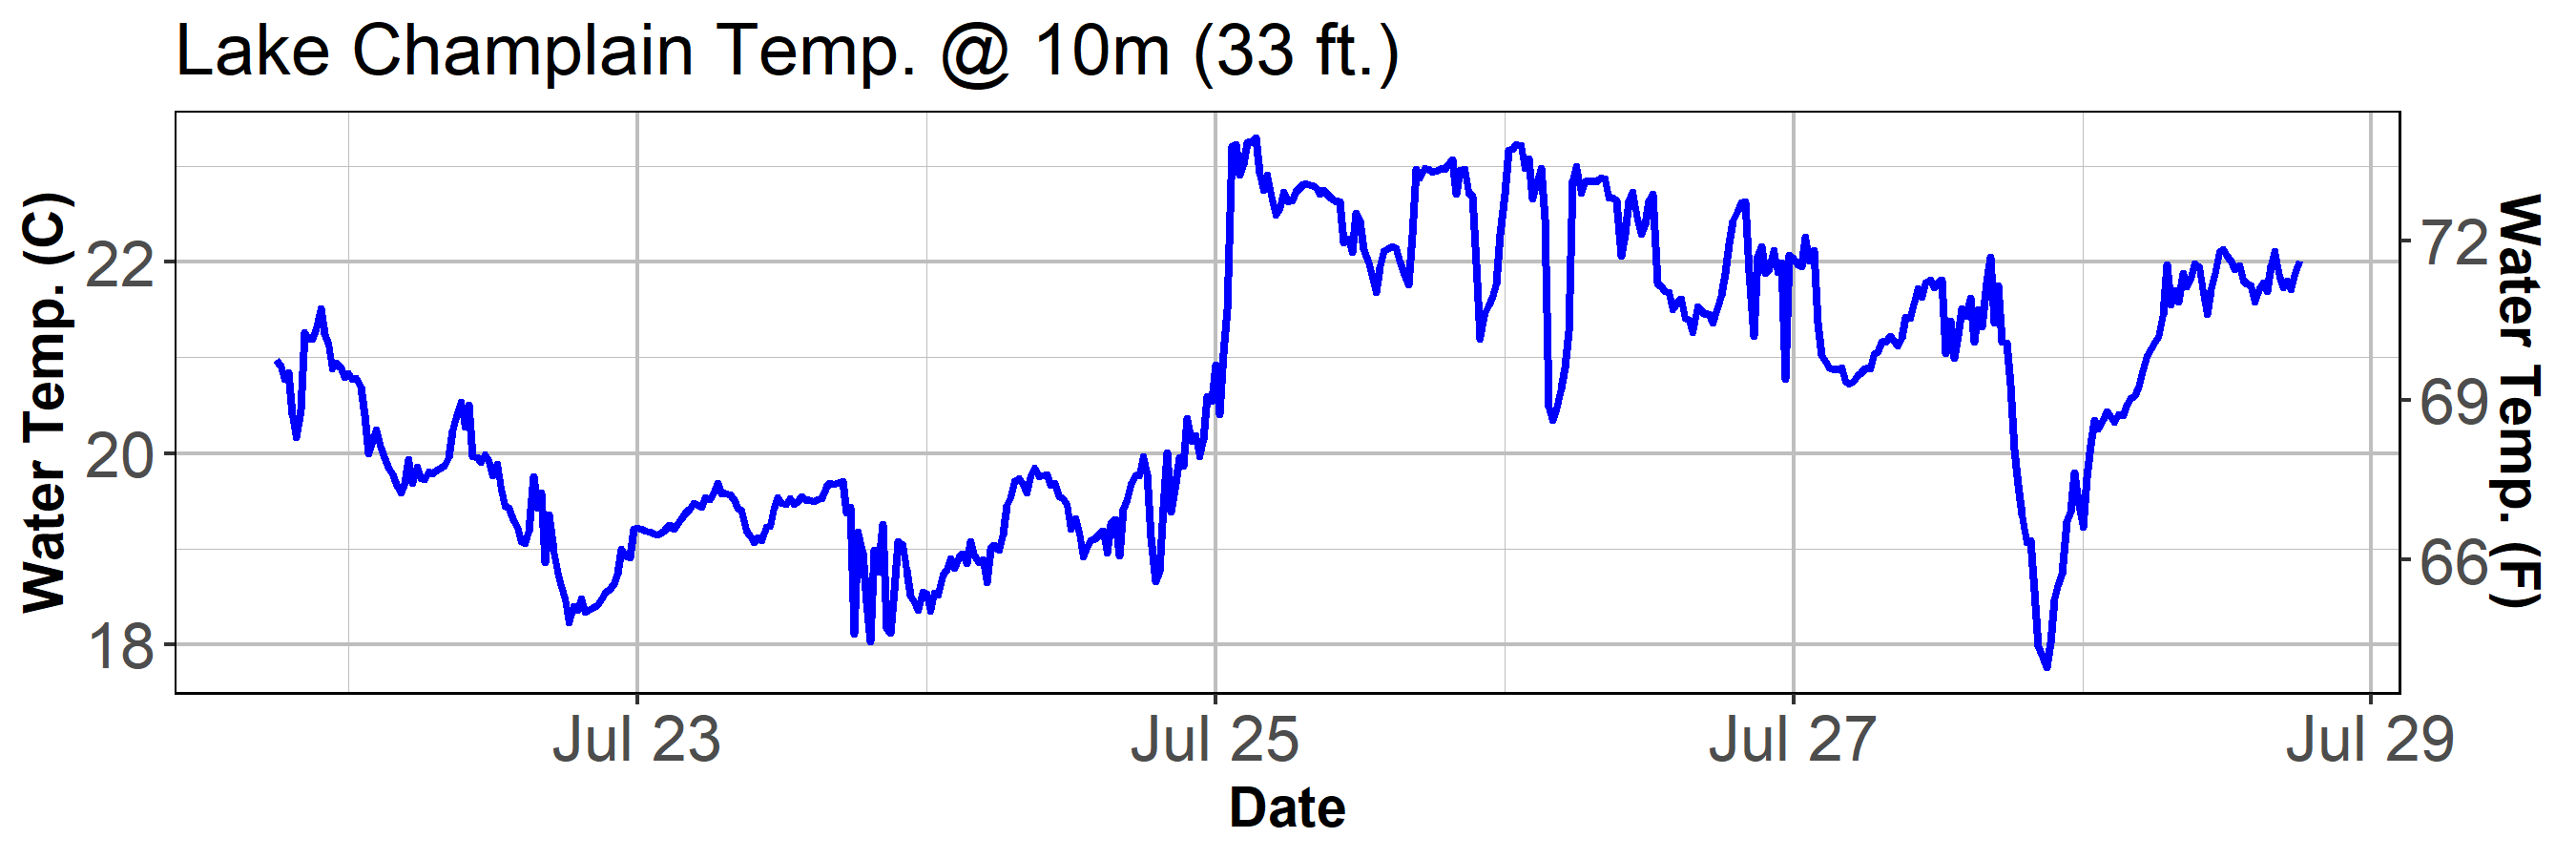 Lake Champlain Temp. @ 10m (33 ft.)
Water Temp. (C)
22
20
18
72
69
66
Water Temp. (F)
Jul 23
Jul 25
Jul 27
Jul 29
Date